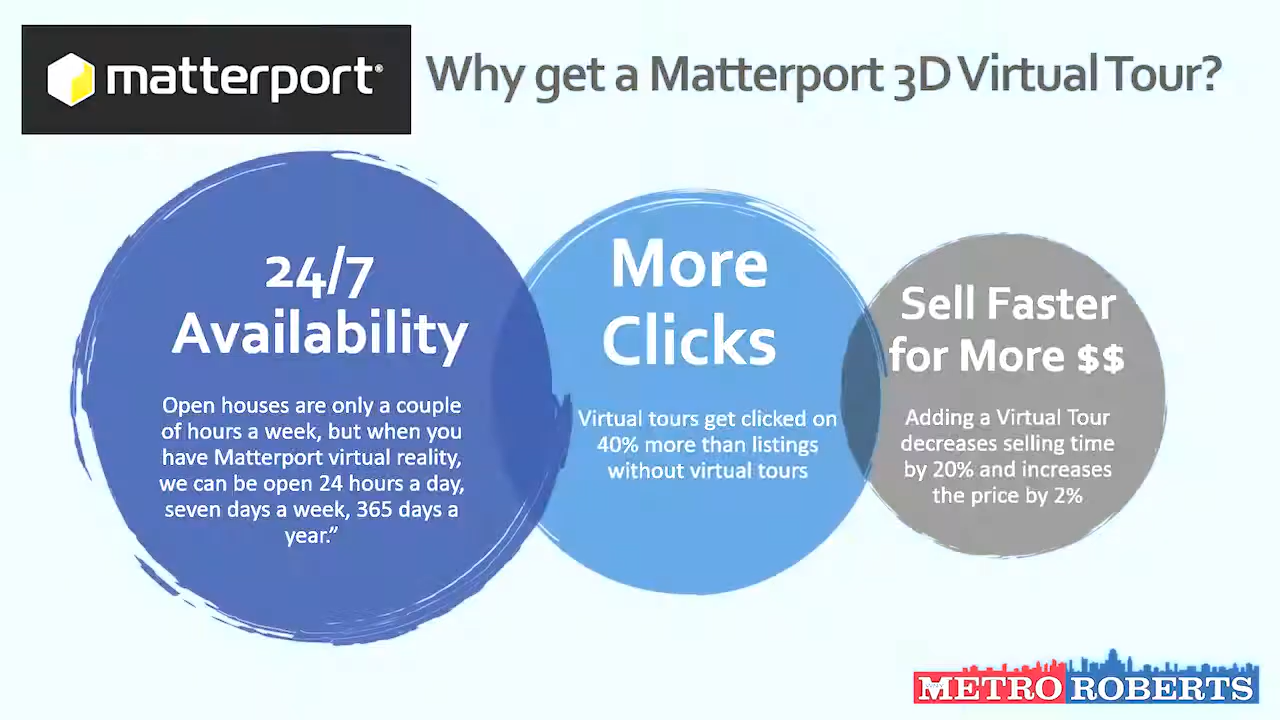 matterport®
Why get a Matterport 3D Virtual Tour?
24/7
Availability
Open houses are only a couple
of hours a week, but when you
have Matterport virtual reality,
we can be open 24 hours a day,
seven days a week, 365 days a
year.”
More
Clicks
Virtual tours get clicked on
40% more than listings
without virtual tours
Sell Faster
for More $$
Adding a Virtual Tour
decreases selling time
by 20% and increases
the price by 2%
METRO ROBERTS